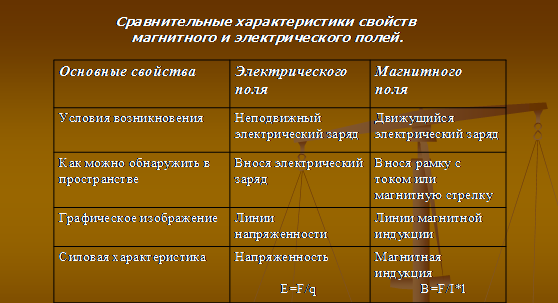 Сравнительные характеристики свойств
магнитного и электрического полей.
Основные свойства
Электрического
поля
Магнитного
поля
Условия возникновения
Неподвижный
электрический заряд
Движущийся
электрический заряд
Как можно обнаружить в
пространстве
Внося электрический
заряд
Внося рамку с
током или
магнитную стрелку
Графическое изображение
Линии
напряженности
Линии магнитной
индукции
Силовая характеристика
Напряженность
E=F/q
Магнитная
индукция
B=F/I*l